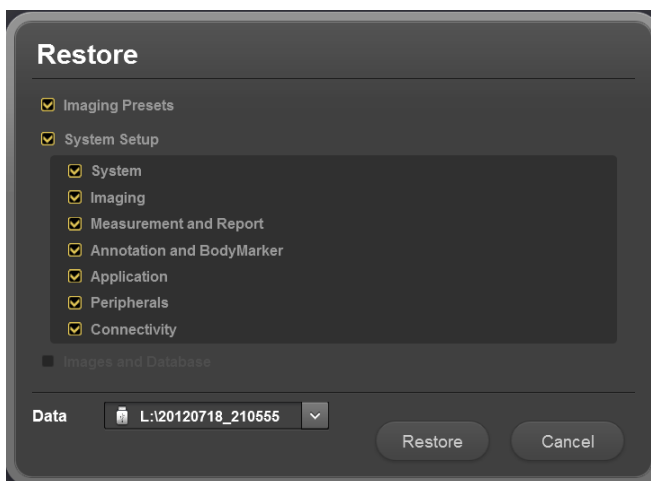 Restore
Imaging Presets
System Setup
System
Imaging
Measurement and Report
Annotation and BodyMarker
Application
Peripherals
Connectivity
Images and Database
Data L:\20120718_210555
Restore Cancel